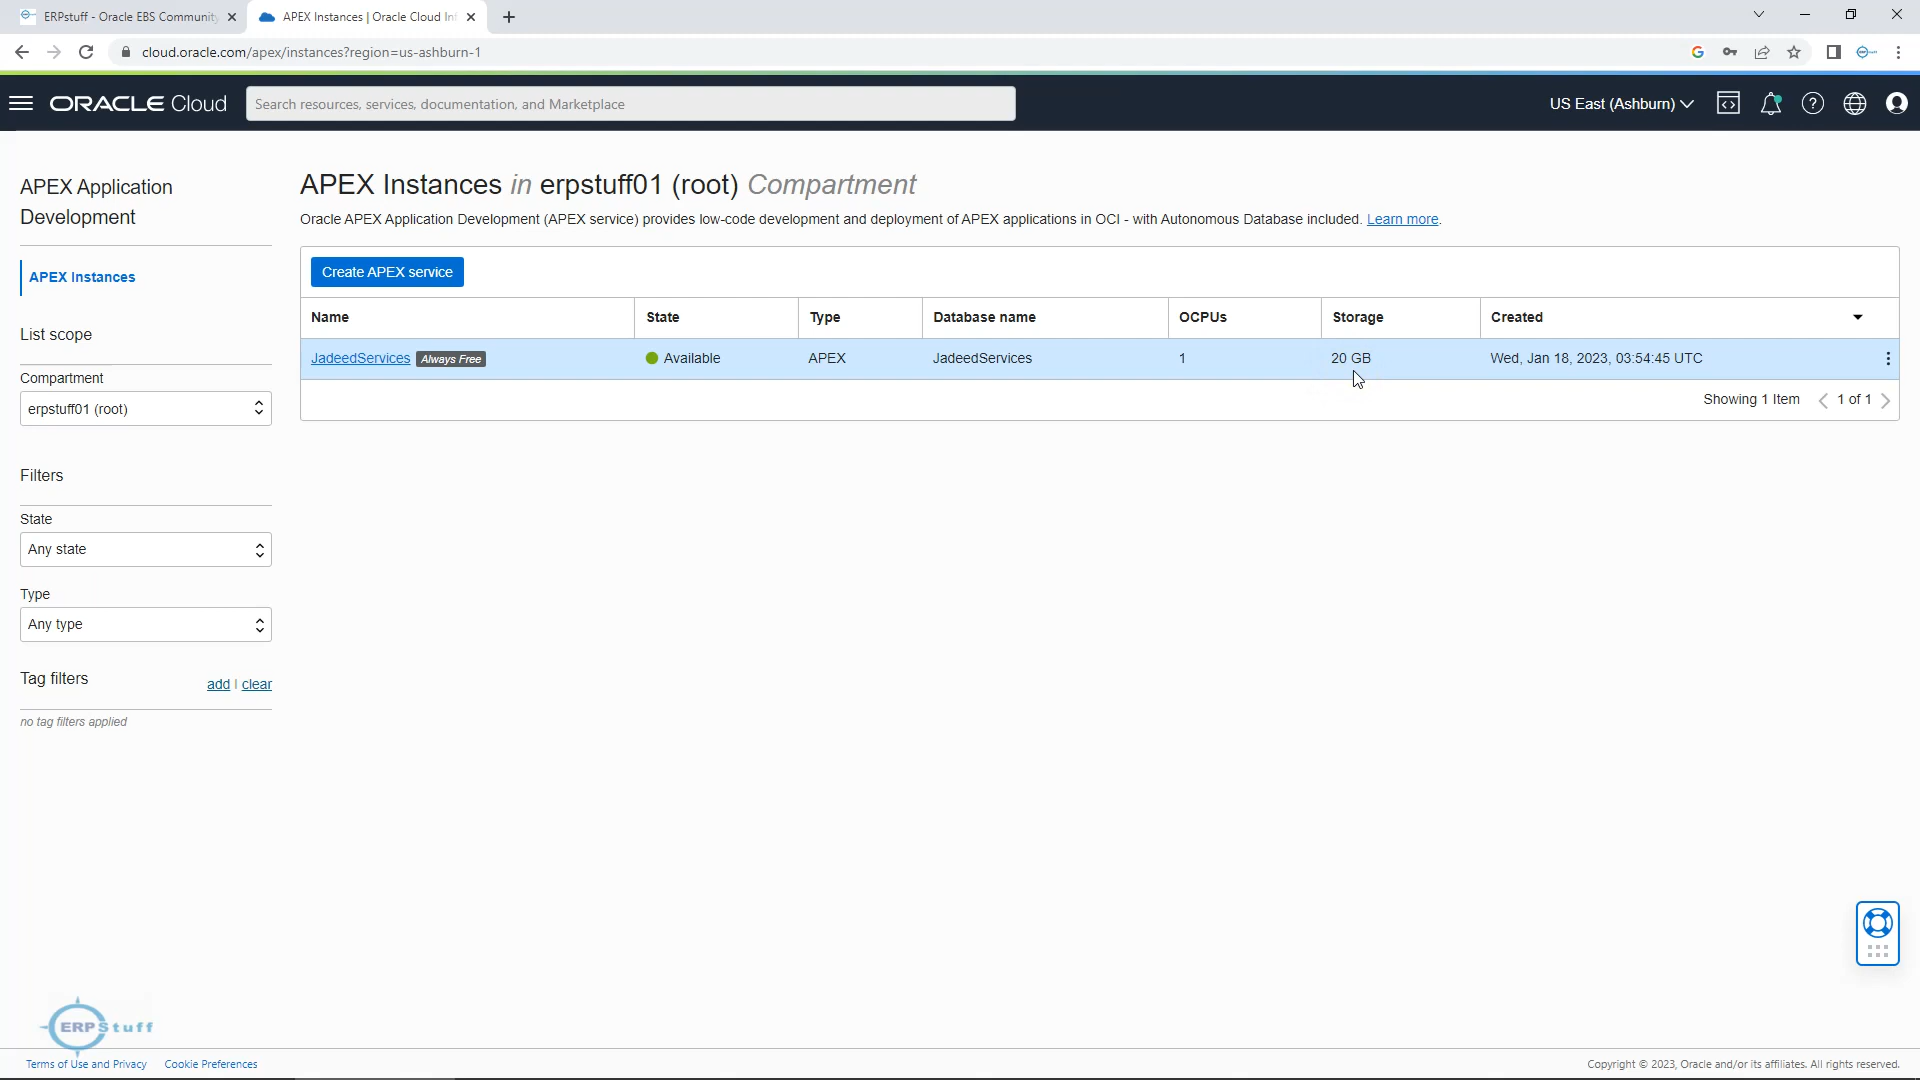 ERPstuff - Oracle EBS Community
APEX Instances | Oracle Cloud Inf
cloud.oracle.com/apex/instances?region=us-ashburn-1
ORACLE Cloud
Search resources, services, documentation, and Marketplace
US East (Ashburn)
APEX Application
Development
APEX Instances
List scope
Compartment
erpstuff01 (root)
Filters
State
Any state
Type
Any type
Tag filters
add | clear
no tag filters applied
APEX Instances in erpstuff01 (root) Compartment
Oracle APEX Application Development (APEX service) provides low-code development and deployment of APEX applications in OCI - with Autonomous Database included. Learn more.
Create APEX service
Name State Type Database name OCPUs Storage Created
JadeedServices Always Free Available APEX JadeedServices 1 20 GB Wed, Jan 18, 2023, 03:54:45 UTC
Showing 1 Item 1 of 1
ERPStuff
Terms of Use and Privacy Cookie Preferences
Copyright © 2023, Oracle and/or its affiliates. All rights reserved.